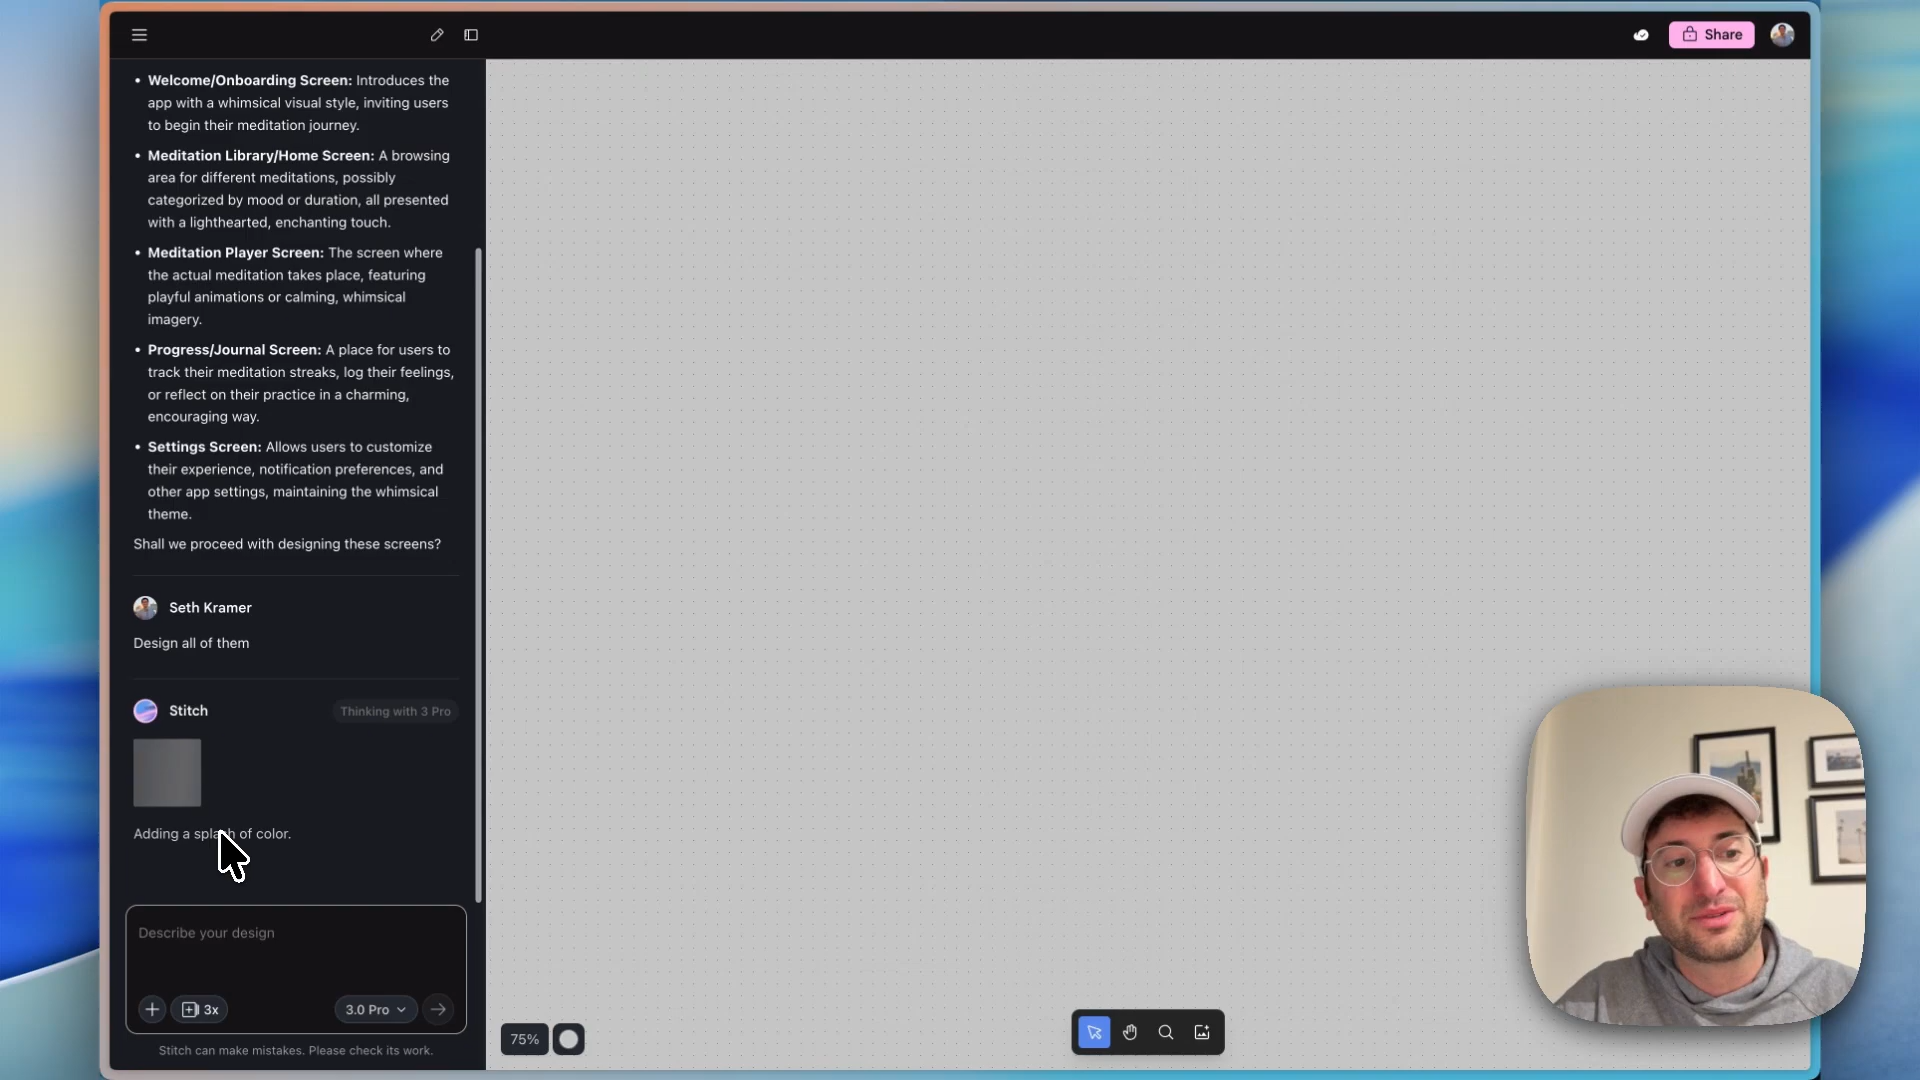 Share
• Welcome/Onboarding Screen: Introduces the
app with a whimsical visual style, inviting users
to begin their meditation journey.
• Meditation Library/Home Screen: A browsing
area for different meditations, possibly
categorized by mood or duration, all presented
with a lighthearted, enchanting touch.
• Meditation Player Screen: The screen where
the actual meditation takes place, featuring
playful animations or calming, whimsical
imagery.
• Progress/Journal Screen: A place for users to
track their meditation streaks, log their feelings,
or reflect on their practice in a charming,
encouraging way.
• Settings Screen: Allows users to customize
their experience, notification preferences, and
other app settings, maintaining the whimsical
theme.
Shall we proceed with designing these screens?
Seth Kramer
Design all of them
Stitch
Thinking with 3 Pro
Adding a splash of color.
Describe your design
3x
3.0 Pro
Stitch can make mistakes. Please check its work.
75%